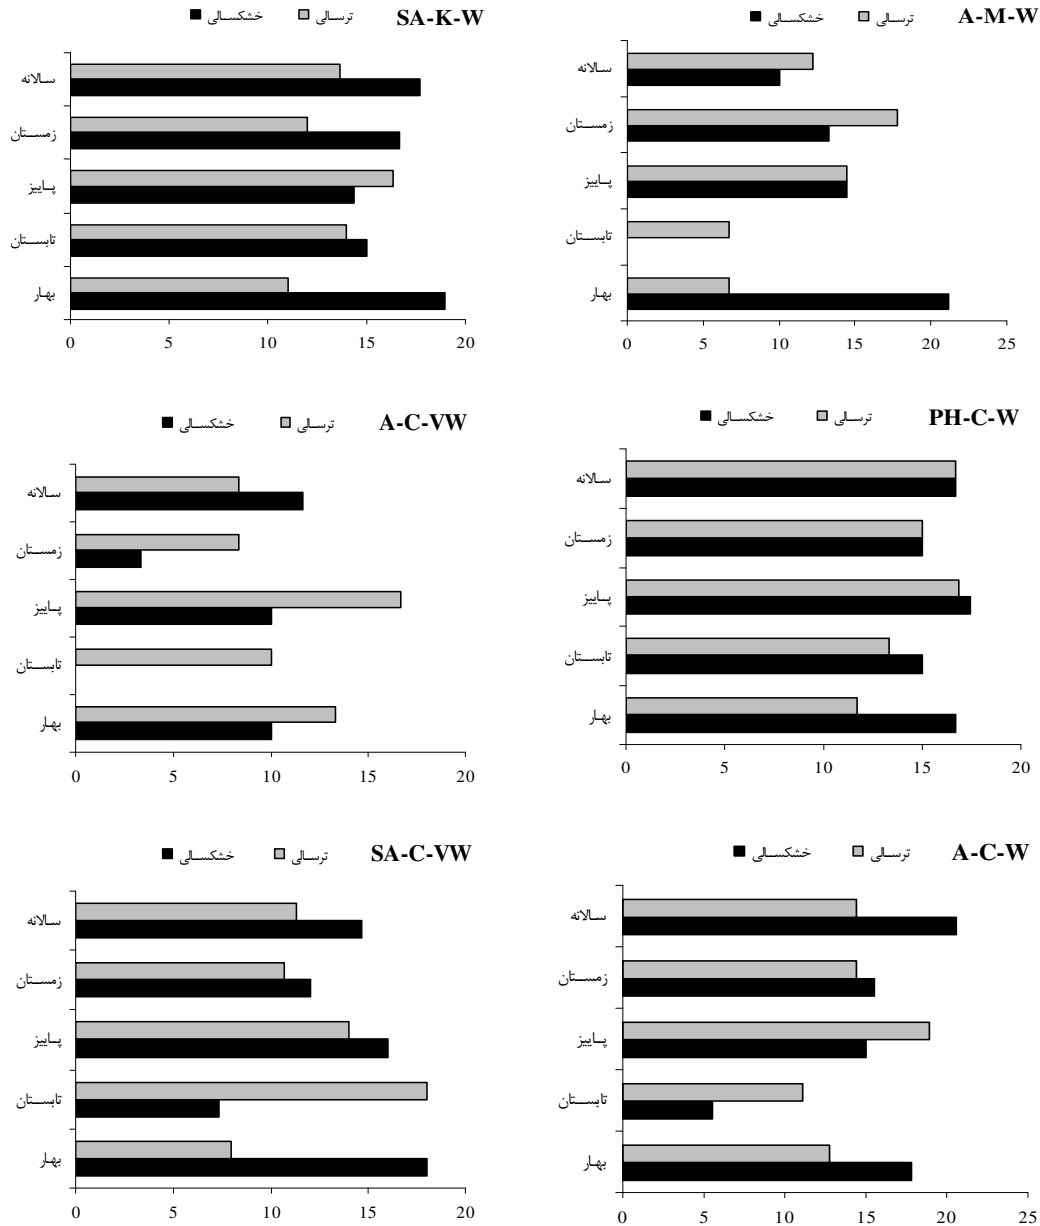 خشکسالی ترسالی SA-K-W
سالانه
زمستان
پاییز
تابستان
بهار
0 5 10 15 20
خشکسالی ترسالی A-M-W
سالانه
زمستان
پاییز
تابستان
بهار
0 5 10 15 20 25
خشکسالی ترسالی A-C-VW
سالانه
زمستان
پاییز
تابستان
بهار
0 5 10 15 20
خشکسالی ترسالی PH-C-W
سالانه
زمستان
پاییز
تابستان
بهار
0 5 10 15 20
خشکسالی ترسالی SA-C-VW
سالانه
زمستان
پاییز
تابستان
بهار
0 5 10 15 20
خشکسالی ترسالی A-C-W
سالانه
زمستان
پاییز
تابستان
بهار
0 5 10 15 20 25